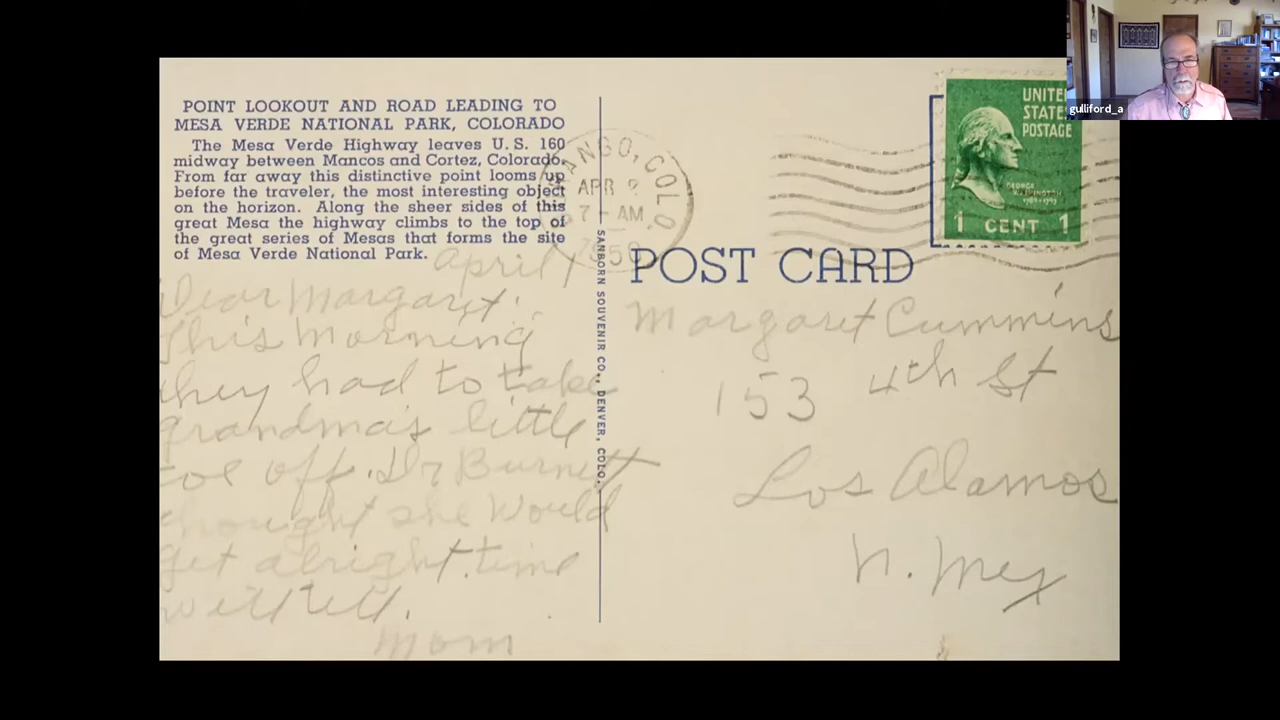 POINT LOOKOUT AND ROAD LEADING TO
MESA VERDE NATIONAL PARK, COLORADO
The Mesa Verde Highway leaves U. S. 160
midway between Mancos and Cortez, Colorado.
From far away this distinctive point looms up
before the traveler, the most interesting object
on the horizon. Along the sheer sides of this
great Mesa the highway climbs to the top of
the great series of Mesas that forms the site
of Mesa Verde National Park.
April
Dear Margaret:
This Morning
they had to take
grandma's little
toe off. Dr Burnett
thought she Would
get alright. time
will tell.
Mom
SANBORN SOUVENIR CO., DENVER, COLO.
ANGO, COLO.
APR
7 - AM
POST CARD
UNITED
STATES
POSTAGE
GEORGE
WASHINGTON
1 CENT 1
Margaret Cummins
153 4th St
Los Alamos
N. Mex
gulliford_a